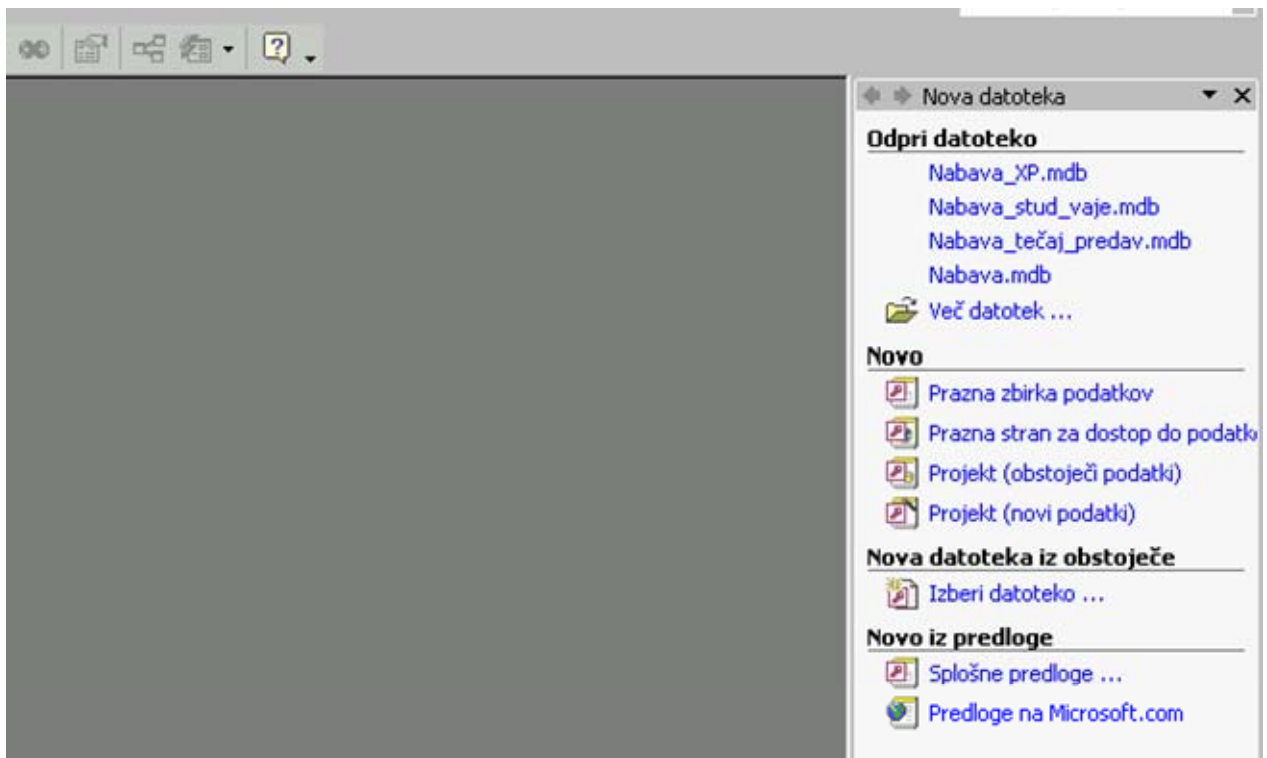 Nova datoteka
Odpri datoteko
Nabava_XP.mdb
Nabava_stud_vaje.mdb
Nabava_tečaj_predav.mdb
Nabava.mdb
Več datotek ...
Novo
Prazna zbirka podatkov
Prazna stran za dostop do podatk
Projekt (obstoječi podatki)
Projekt (novi podatki)
Nova datoteka iz obstoječe
Izberi datoteko ...
Novo iz predloge
Splošne predloge ...
Predloge na Microsoft.com